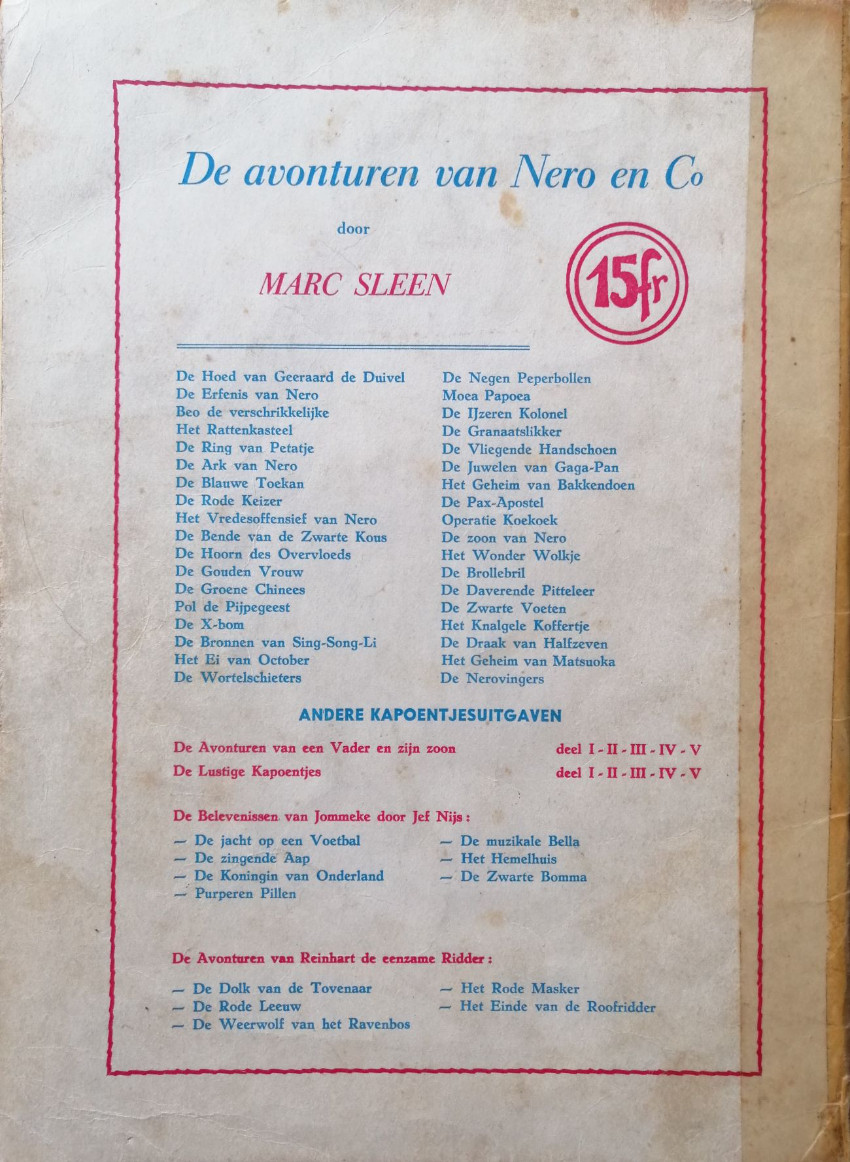 De avonturen van Nero en Co
door
MARC SLEEN
15fr
De Hoed van Geeraard de Duivel
De Erfenis van Nero
Beo de verschrikkelijke
Het Rattenkasteel
De Ring van Petatje
De Ark van Nero
De Blauwe Toekan
De Rode Keizer
Het Vredesoffensief van Nero
De Bende van de Zwarte Kous
De Hoorn des Overvloeds
De Gouden Vrouw
De Groene Chinees
Pol de Pijpegeest
De X-bom
De Bronnen van Sing-Song-Li
Het Ei van October
De Wortelschieters
De Negen Peperbollen
Moea Papoea
De IJzeren Kolonel
De Granaatslikker
De Vliegende Handschoen
De Juwelen van Gaga-Pan
Het Geheim van Bakkendoen
De Pax-Apostel
Operatie Koekoek
De zoon van Nero
Het Wonder Wolkje
De Brollebril
De Daverende Pitteleer
De Zwarte Voeten
Het Knalgele Koffertje
De Draak van Halfzeven
Het Geheim van Matsuoka
De Nerovingers
ANDERE KAPOENTJESUITGAVEN
De Avonturen van een Vader en zijn zoon deel I - II - III - IV - V
De Lustige Kapoentjes deel I - II - III - IV - V
De Belevenissen van Jommeke door Jef Nijs :
— De jacht op een Voetbal
— De zingende Aap
— De Koningin van Onderland
— Purperen Pillen
— De muzikale Bella
— Het Hemelhuis
— De Zwarte Bomma
De Avonturen van Reinhart de eenzame Ridder :
— De Dolk van de Tovenaar
— De Rode Leeuw
— De Weerwolf van het Ravenbos
— Het Rode Masker
— Het Einde van de Roofridder